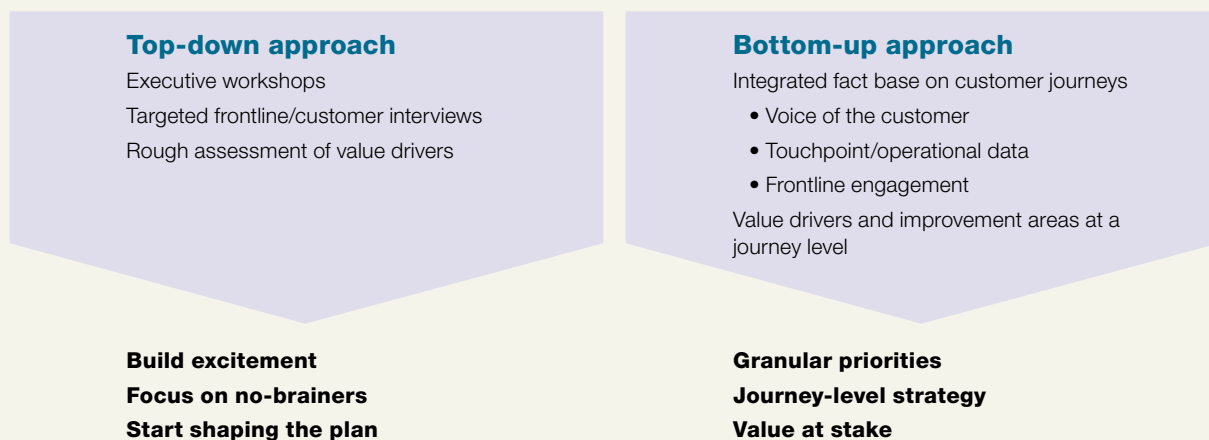 Top-down approach
Executive workshops
Targeted frontline/customer interviews
Rough assessment of value drivers
Build excitement
Focus on no-brainers
Start shaping the plan
Bottom-up approach
Integrated fact base on customer journeys
• Voice of the customer
• Touchpoint/operational data
• Frontline engagement
Value drivers and improvement areas at a
journey level
Granular priorities
Journey-level strategy
Value at stake